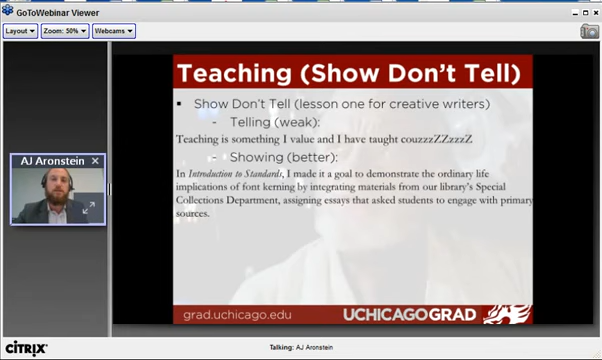 GoToWebinar Viewer
Layout
Zoom: 50%
Webcams
AJ Aronstein
Teaching (Show Don't Tell)
Show Don't Tell (lesson one for creative writers)
- Telling (weak):
Teaching is something I value and I have taught couzzzZZzzzZ
- Showing (better):
In Introduction to Standards, I made it a goal to demonstrate the ordinary life
implications of font kerning by integrating materials from our library's Special
Collections Department, assigning essays that asked students to engage with primary
sources.
grad.uchicago.edu
UCHICAGOGRAD
CITRIX
Talking: AJ Aronstein